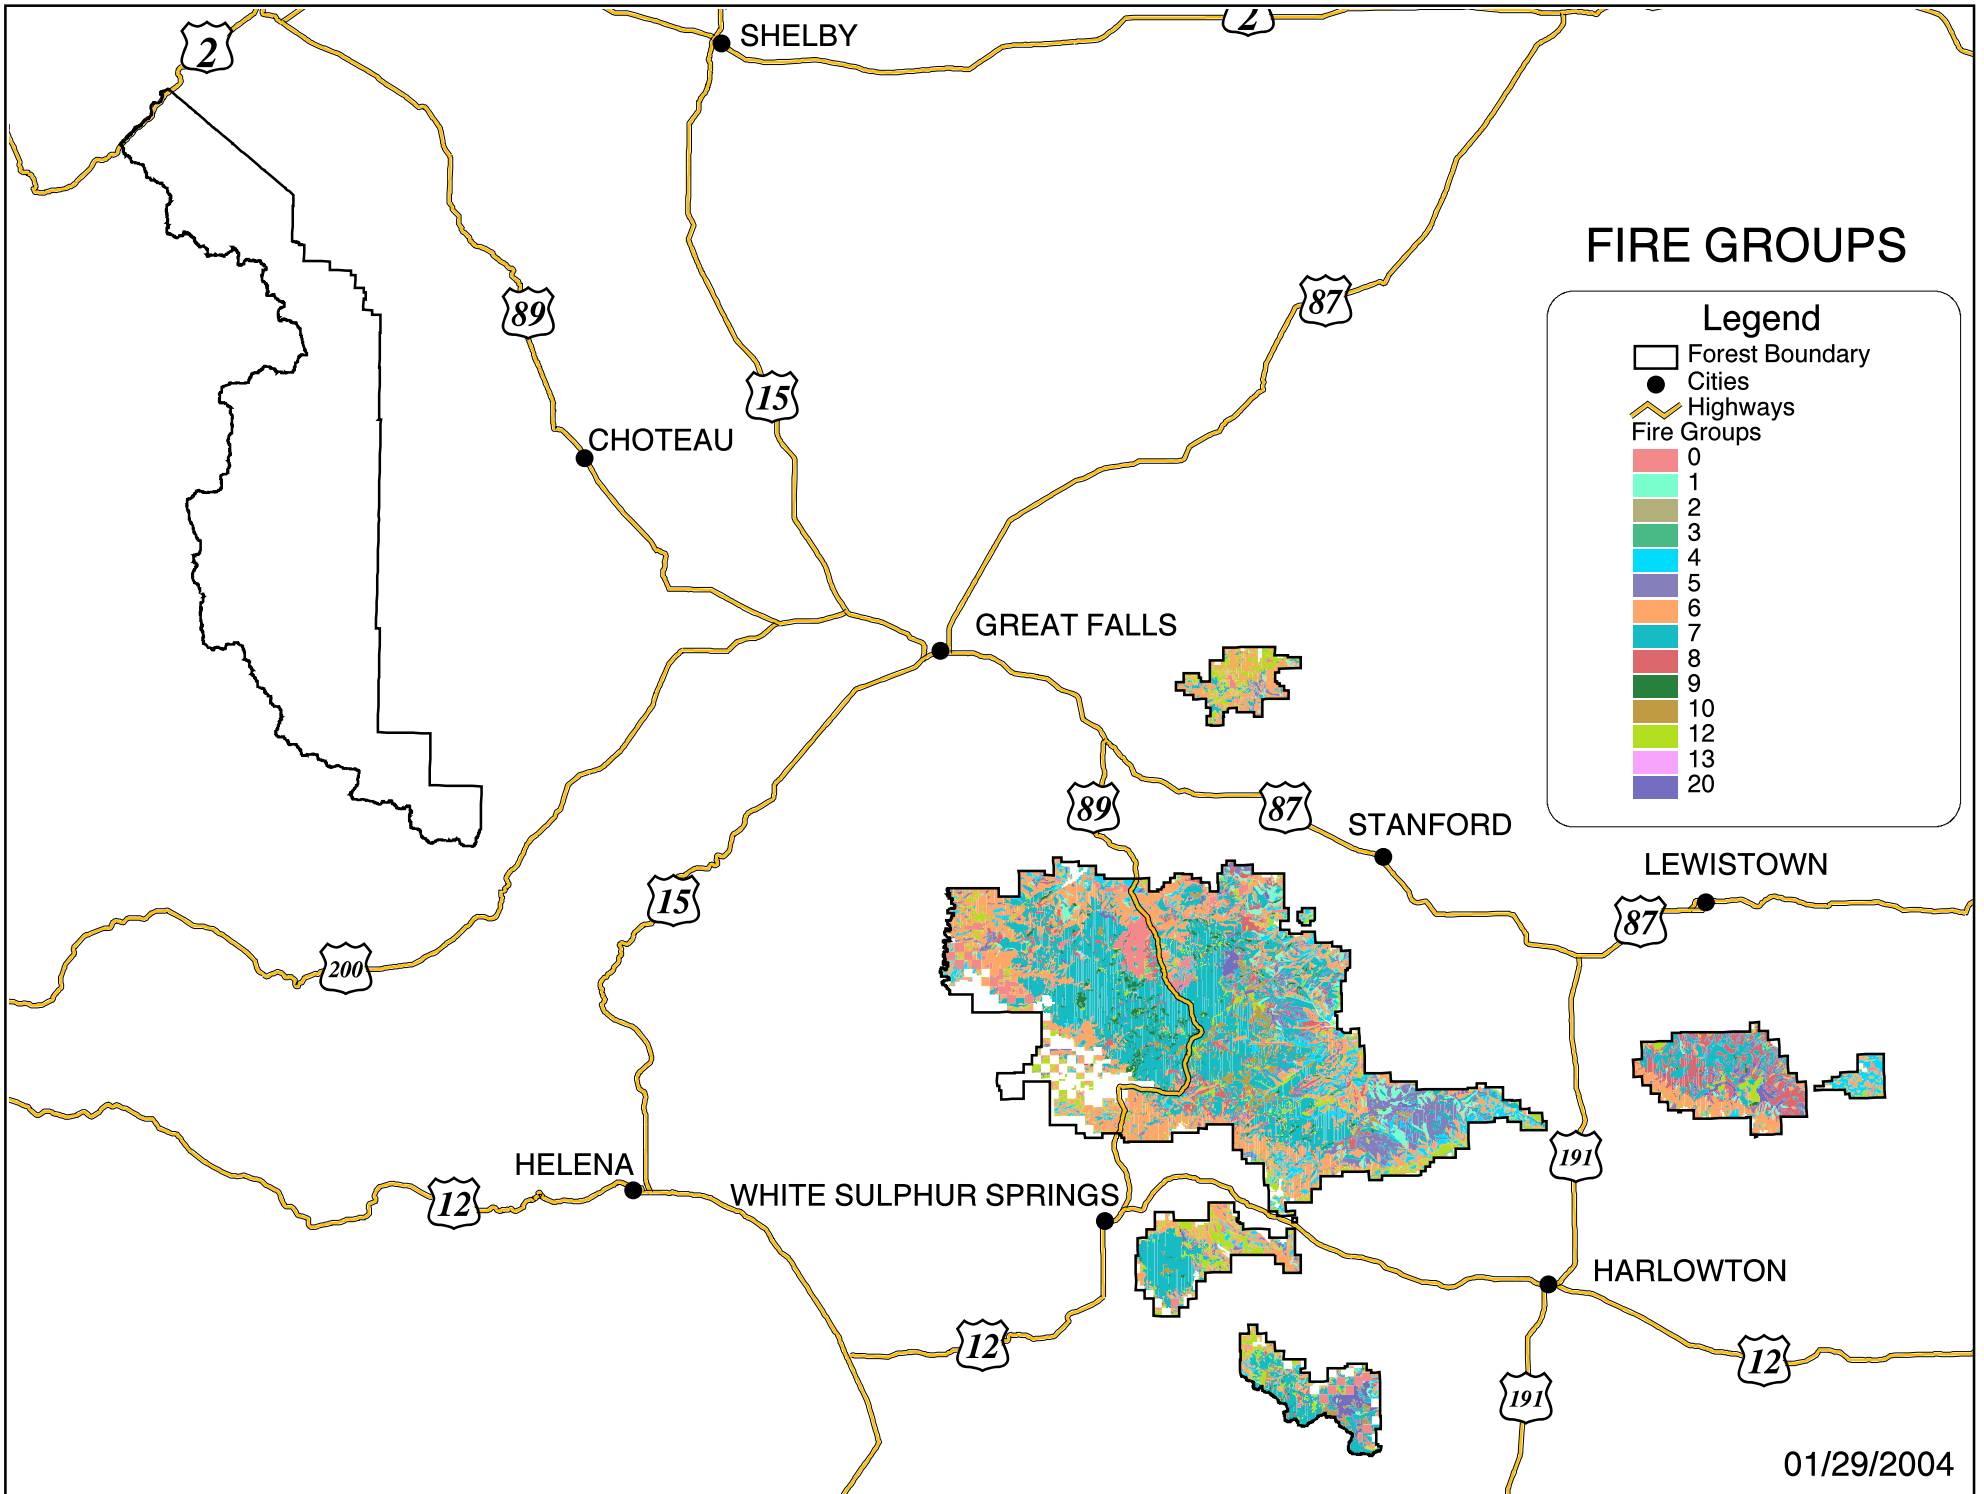 2
SHELBY
2
FIRE GROUPS
89
87
15
Legend
Forest Boundary
Cities
Highways
Fire Groups
0
1
2
3
4
5
6
7
8
9
10
12
13
20
CHOTEAU
GREAT FALLS
89
87
STANFORD
LEWISTOWN
15
87
200
HELENA
12
WHITE SULPHUR SPRINGS
191
HARLOWTON
12
12
191
01/29/2004